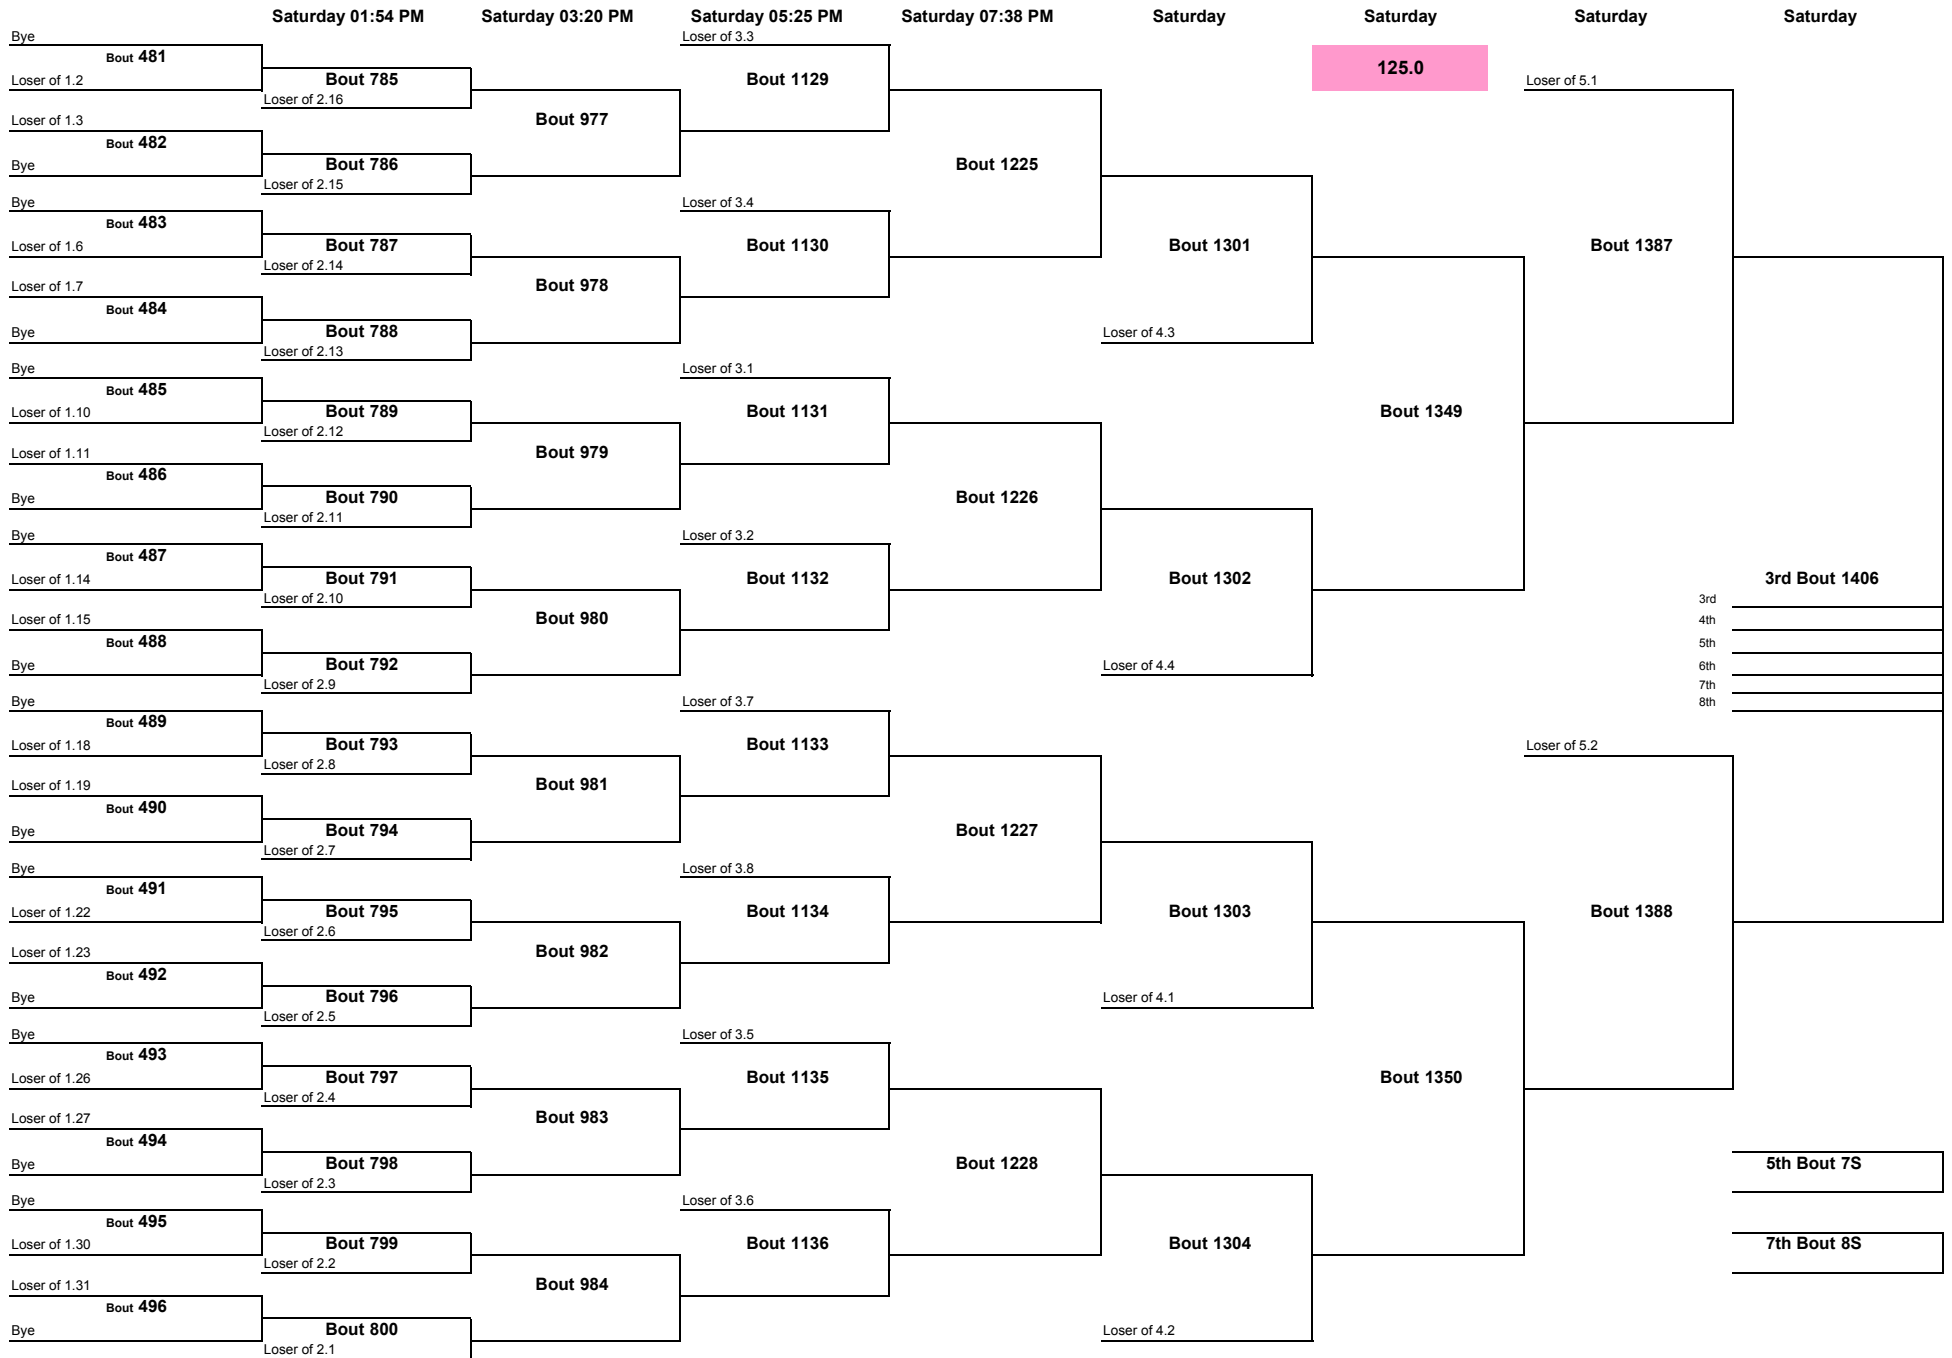 Saturday 01:54 PM Saturday 03:20 PM Saturday 05:25 PM Saturday 07:38 PM Saturday Saturday Saturday Saturday
Bye Loser of 3.3
Bout 481
125.0
Loser of 1.2 Bout 785 Bout 1129 Loser of 5.1
Loser of 2.16
Loser of 1.3 Bout 977
Bout 482
Bye Bout 786 Bout 1225
Loser of 2.15
Bye Loser of 3.4
Bout 483
Loser of 1.6 Bout 787 Bout 1130 Bout 1301 Bout 1387
Loser of 2.14
Loser of 1.7 Bout 978
Bout 484
Bye Bout 788 Loser of 4.3
Loser of 2.13
Bye Loser of 3.1
Bout 485
Loser of 1.10 Bout 789 Bout 1131 Bout 1349
Loser of 2.12
Loser of 1.11 Bout 979
Bout 486
Bye Bout 790 Bout 1226
Loser of 2.11
Bye Loser of 3.2
Bout 487
Loser of 1.14 Bout 791 Bout 1132 Bout 1302 3rd Bout 1406
Loser of 2.10 3rd
Loser of 1.15 Bout 980 4th
Bout 488 5th
Bye Bout 792 Loser of 4.4 6th
Loser of 2.9 7th
Bye Loser of 3.7 8th
Bout 489
Loser of 1.18 Bout 793 Bout 1133 Loser of 5.2
Loser of 2.8
Loser of 1.19 Bout 981
Bout 490
Bye Bout 794 Bout 1227
Loser of 2.7
Bye Loser of 3.8
Bout 491
Loser of 1.22 Bout 795 Bout 1134 Bout 1303 Bout 1388
Loser of 2.6
Loser of 1.23 Bout 982
Bout 492
Bye Bout 796 Loser of 4.1
Loser of 2.5
Bye Loser of 3.5
Bout 493
Loser of 1.26 Bout 797 Bout 1135 Bout 1350
Loser of 2.4
Loser of 1.27 Bout 983
Bout 494
Bye Bout 798 Bout 1228 5th Bout 7S
Loser of 2.3
Bye Loser of 3.6
Bout 495
Loser of 1.30 Bout 799 Bout 1136 Bout 1304 7th Bout 8S
Loser of 2.2
Loser of 1.31 Bout 984
Bout 496
Bye Bout 800 Loser of 4.2
Loser of 2.1